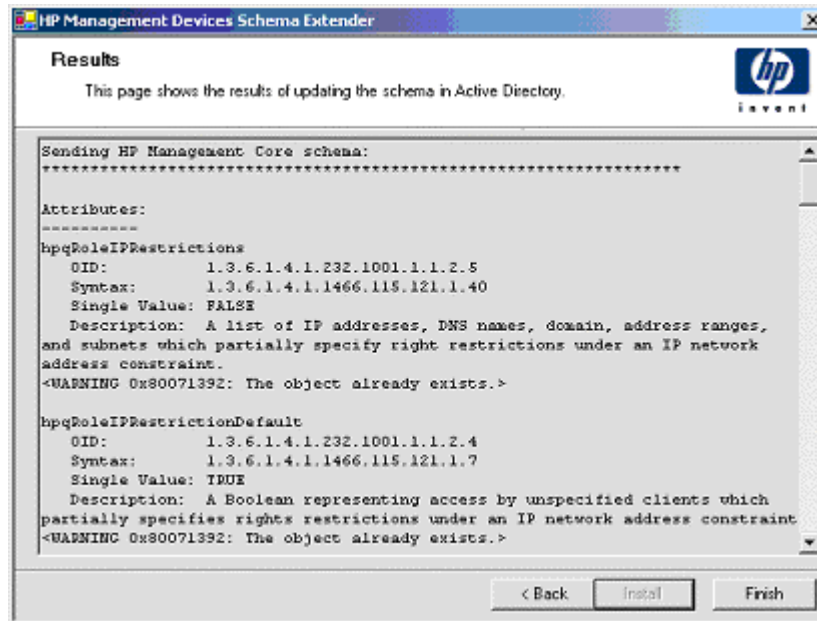 HP Management Devices Schema Extender
Results
This page shows the results of updating the schema in Active Directory.
hp
invent
Sending HP Management Core schema:
******************************************************************
Attributes:
----------
hpqRoleIPRestrictions
OID: 1.3.6.1.4.1.232.1001.1.1.2.5
Syntax: 1.3.6.1.4.1.1466.115.121.1.40
Single Value: FALSE
Description: A list of IP addresses, DNS names, domain, address ranges,
and subnets which partially specify right restrictions under an IP network
address constraint.
<WARNING 0x80071392: The object already exists.>
hpqRoleIPRestrictionDefault
OID: 1.3.6.1.4.1.232.1001.1.1.2.4
Syntax: 1.3.6.1.4.1.1466.115.121.1.7
Single Value: TRUE
Description: A Boolean representing access by unspecified clients which
partially specifies rights restrictions under an IP network address constraint
<WARNING 0x80071392: The object already exists.>
< Back Install Finish